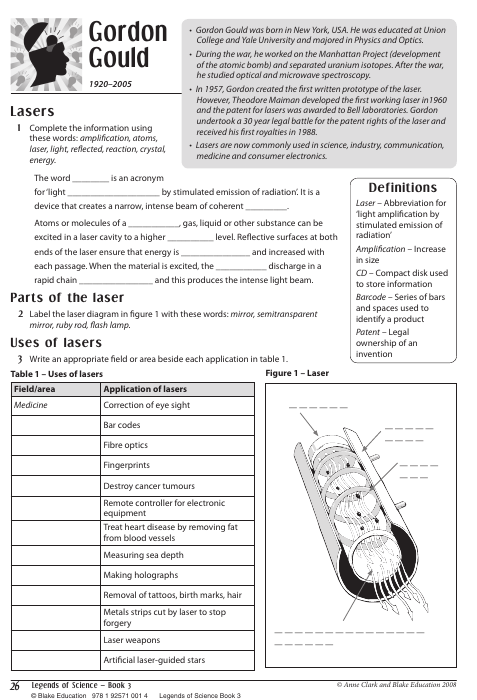 Gordon
Gould
1920–2005
• Gordon Gould was born in New York, USA. He was educated at Union
College and Yale University and majored in Physics and Optics.
• During the war, he worked on the Manhattan Project (development
of the atomic bomb) and separated uranium isotopes. After the war,
he studied optical and microwave spectroscopy.
• In 1957, Gordon created the first written prototype of the laser.
However, Theodore Maiman developed the first working laser in1960
and the patent for lasers was awarded to Bell laboratories. Gordon
undertook a 30 year legal battle for the patent rights of the laser and
received his first royalties in 1988.
• Lasers are now commonly used in science, industry, communication,
medicine and consumer electronics.
Lasers
1 Complete the information using
these words: amplification, atoms,
laser, light, reflected, reaction, crystal,
energy.
The word ________ is an acronym
for 'light ____________________ by stimulated emission of radiation'. It is a
device that creates a narrow, intense beam of coherent _________.
Atoms or molecules of a ___________, gas, liquid or other substance can be
excited in a laser cavity to a higher __________ level. Reflective surfaces at both
ends of the laser ensure that energy is _______________ and increased with
each passage. When the material is excited, the ___________ discharge in a
rapid chain __________ and this produces the intense light beam.
Definitions
Laser – Abbreviation for
'light amplification by
stimulated emission of
radiation'
Amplification – Increase
in size
CD – Compact disk used
to store information
Barcode – Series of bars
and spaces used to
identify a product
Patent – Legal
ownership of an
invention
Parts of the laser
2 Label the laser diagram in figure 1 with these words: mirror, semitransparent
mirror, ruby rod, flash lamp.
Uses of lasers
3 Write an appropriate field or area beside each application in table 1.
Table 1 – Uses of lasers
Field/area Application of lasers
Medicine Correction of eye sight
Bar codes
Fibre optics
Fingerprints
Destroy cancer tumours
Remote controller for electronic
equipment
Treat heart disease by removing fat
from blood vessels
Measuring sea depth
Making holographs
Removal of tattoos, birth marks, hair
Metals strips cut by laser to stop
forgery
Laser weapons
Artificial laser-guided stars
Figure 1 – Laser
26 Legends of Science – Book 3
© Anne Clark and Blake Education 2008
© Blake Education 978 1 92571 001 4 Legends of Science Book 3